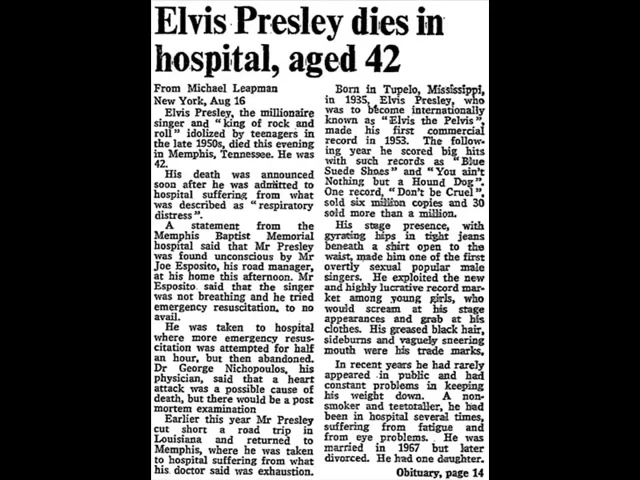 Elvis Presley dies in
hospital, aged 42
From Michael Leapman
New York, Aug 16
Elvis Presley, the millionaire
singer and "king of rock and
roll" idolized by teenagers in
the late 1950s, died this evening
in Memphis, Tennessee. He was
42.
His death was announced
soon after he was admitted to
hospital suffering from what
was described as "respiratory
distress".
A statement from the
Memphis Baptist Memorial
hospital said that Mr Presley
was found unconscious by Mr
Joe Esposito, his road manager,
at his home this afternoon. Mr
Esposito said that the singer
was not breathing and he tried
emergency resuscitation, to no
avail.
He was taken to hospital
where more emergency resus-
citation was attempted for half
an hour, but then abandoned.
Dr George Nichopoulos, his
physician, said that a heart
attack was a possible cause of
death, but there would be a post
mortem examination
Earlier this year Mr Presley
cut short a road trip in
Louisiana and returned to
Memphis, where he was taken
to hospital suffering from what
his doctor said was exhaustion.
Born in Tupelo, Mississippi,
in 1935, Elvis Presley, who
was to become internationally
known as "Elvis the Pelvis",
made his first commercial
record in 1953. The follow-
ing year he scored big hits
with such records as "Blue
Suede Shoes" and "You ain't
Nothing but a Hound Dog".
One record, "Don't be Cruel",
sold six million copies and 30
sold more than a million.
His stage presence, with
gyrating hips in tight jeans
beneath a shirt open to the
waist, made him one of the first
overtly sexual popular male
singers. He exploited the new
and highly lucrative record mar-
ket among young girls, who
would scream at his stage
appearances and grab at his
clothes. His greased black hair,
sideburns and vaguely sneering
mouth were his trade marks.
In recent years he had rarely
appeared in public and had
constant problems in keeping
his weight down. A non-
smoker and teetotaller, he had
been in hospital several times,
suffering from fatigue and
from eye problems. He was
married in 1967 but later
divorced. He had one daughter.
Obituary, page 14